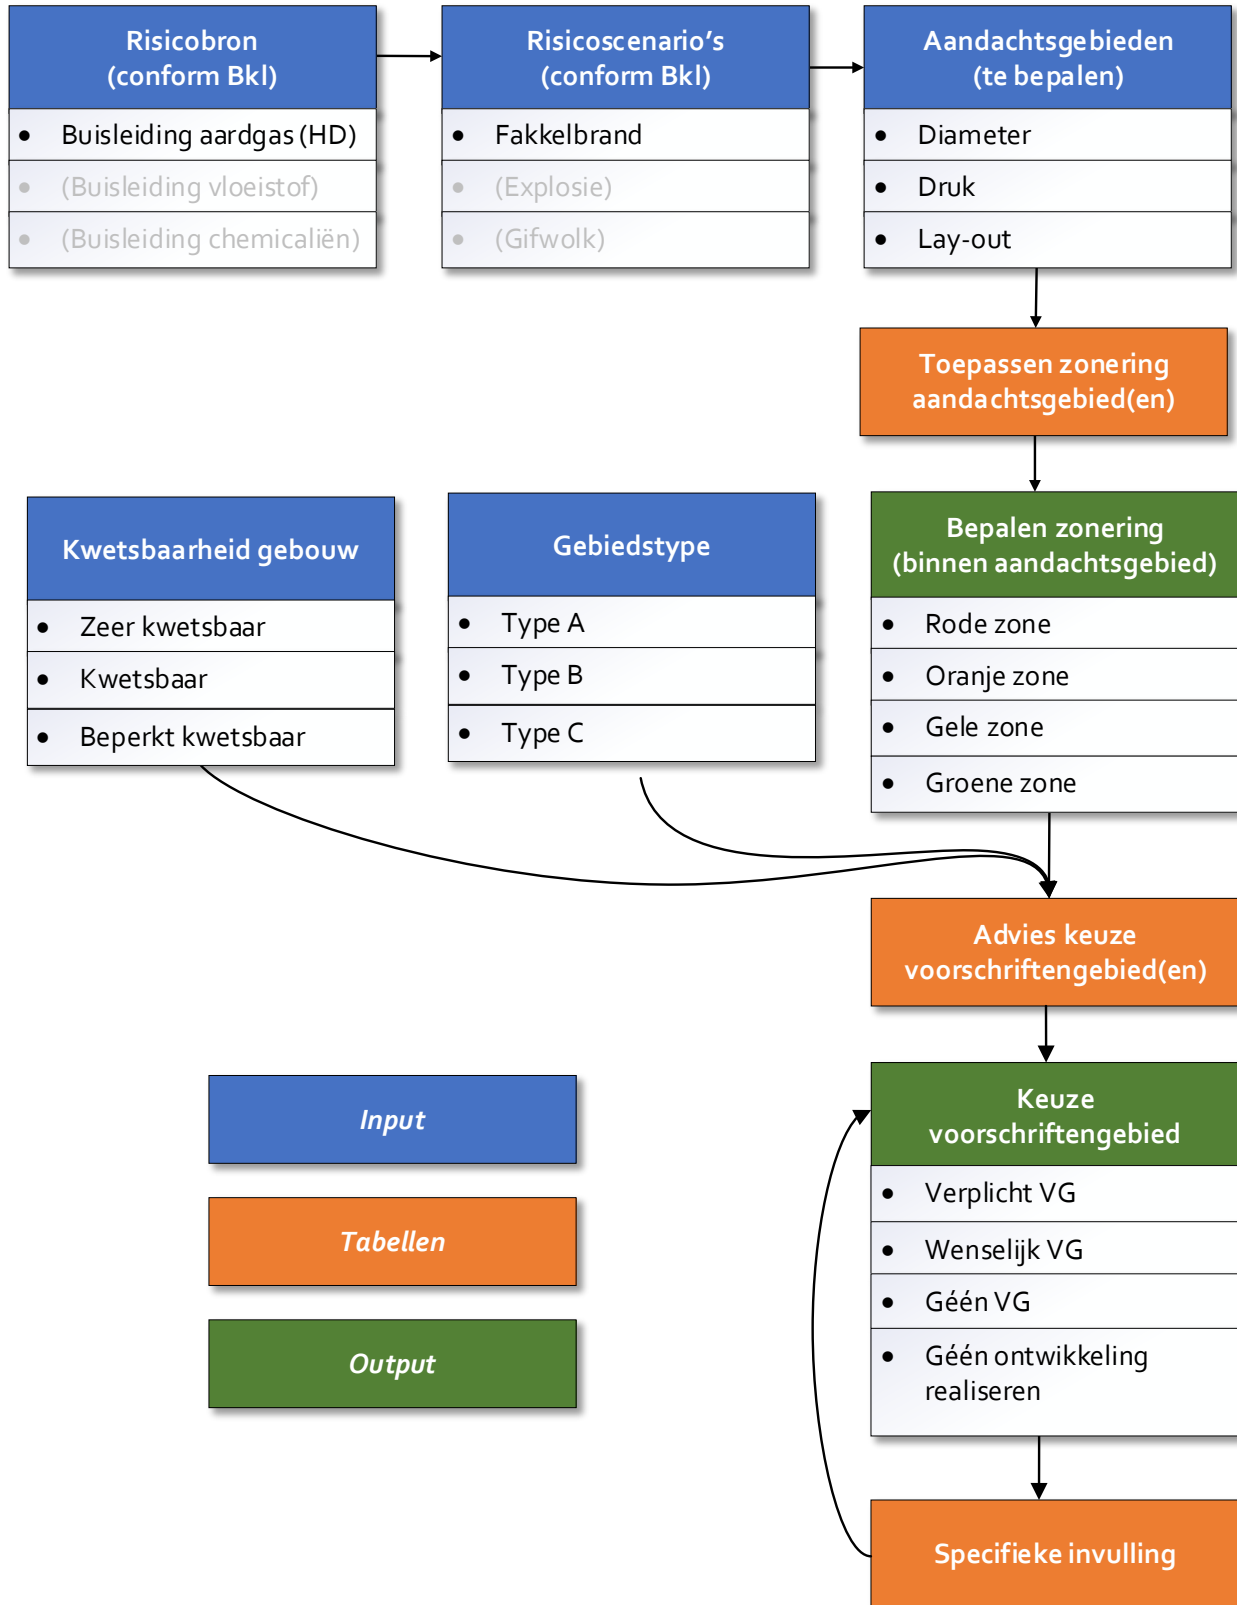 Risicobron
(conform Bkl)
• Buisleiding aardgas (HD)
• (Buisleiding vloeistof)
• (Buisleiding chemicaliën)
Risicoscenario's
(conform Bkl)
• Fakkelbrand
• (Explosie)
• (Gifwolk)
Aandachtsgebieden
(te bepalen)
• Diameter
• Druk
• Lay-out
Toepassen zonering
aandachtsgebied(en)
Kwetsbaarheid gebouw
• Zeer kwetsbaar
• Kwetsbaar
• Beperkt kwetsbaar
Gebiedstype
• Type A
• Type B
• Type C
Bepalen zonering
(binnen aandachtsgebied)
• Rode zone
• Oranje zone
• Gele zone
• Groene zone
Advies keuze
voorschriftengebied(en)
Keuze
voorschriftengebied
• Verplicht VG
• Wenselijk VG
• Géén VG
• Géén ontwikkeling
realiseren
Specifieke invulling
Input
Tabellen
Output